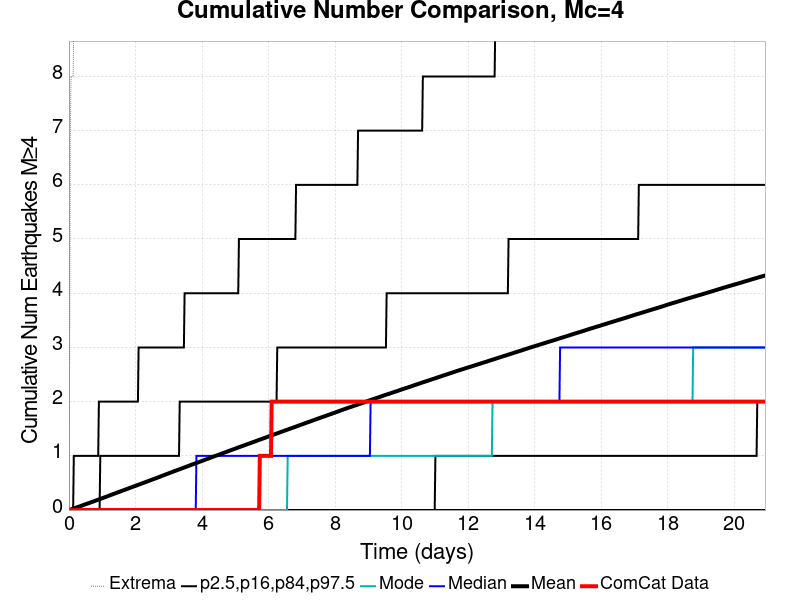 Cumulative Number Comparison, Mc=4
Cumulative Num Earthquakes M≥4
8
7
6
5
4
3
2
1
0
0 2 4 6 8 10 12 14 16 18 20
Time (days)
Extrema p2.5,p16,p84,p97.5 Mode Median Mean ComCat Data